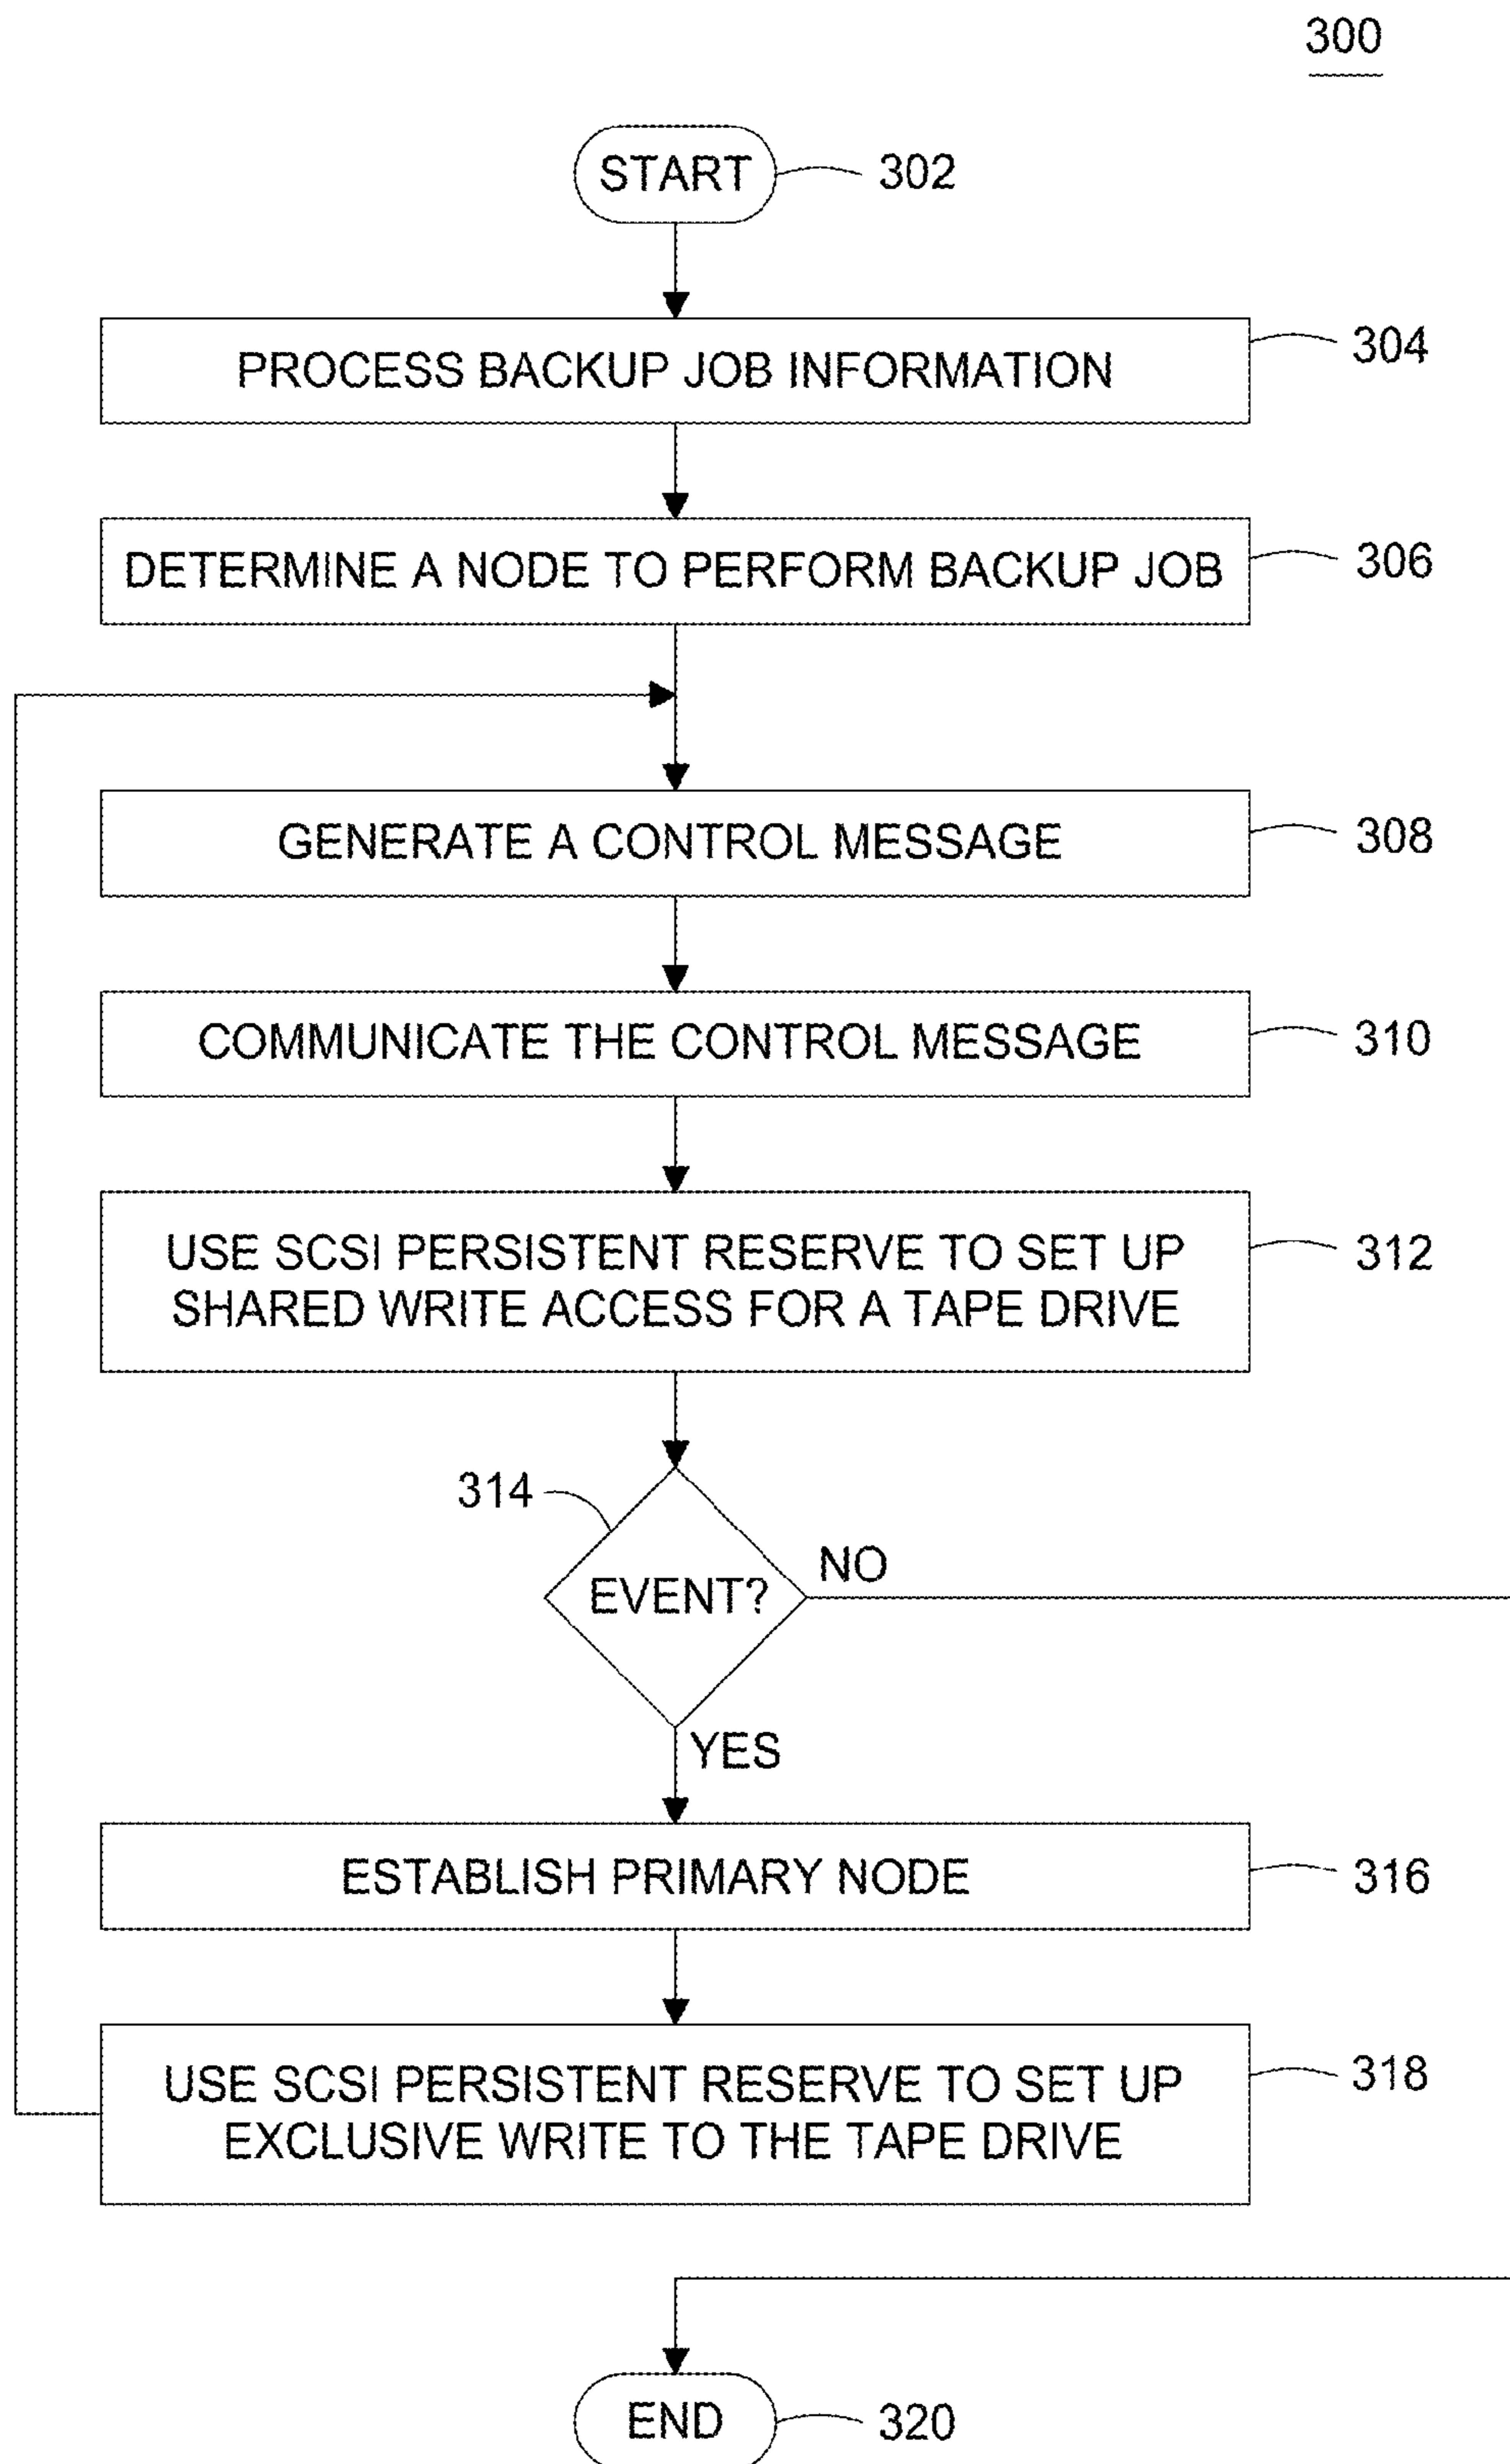 300
START
302
PROCESS BACKUP JOB INFORMATION
304
DETERMINE A NODE TO PERFORM BACKUP JOB
306
GENERATE A CONTROL MESSAGE
308
COMMUNICATE THE CONTROL MESSAGE
310
USE SCSI PERSISTENT RESERVE TO SET UP
SHARED WRITE ACCESS FOR A TAPE DRIVE
312
314
EVENT?
NO
YES
ESTABLISH PRIMARY NODE
316
USE SCSI PERSISTENT RESERVE TO SET UP
EXCLUSIVE WRITE TO THE TAPE DRIVE
318
END
320